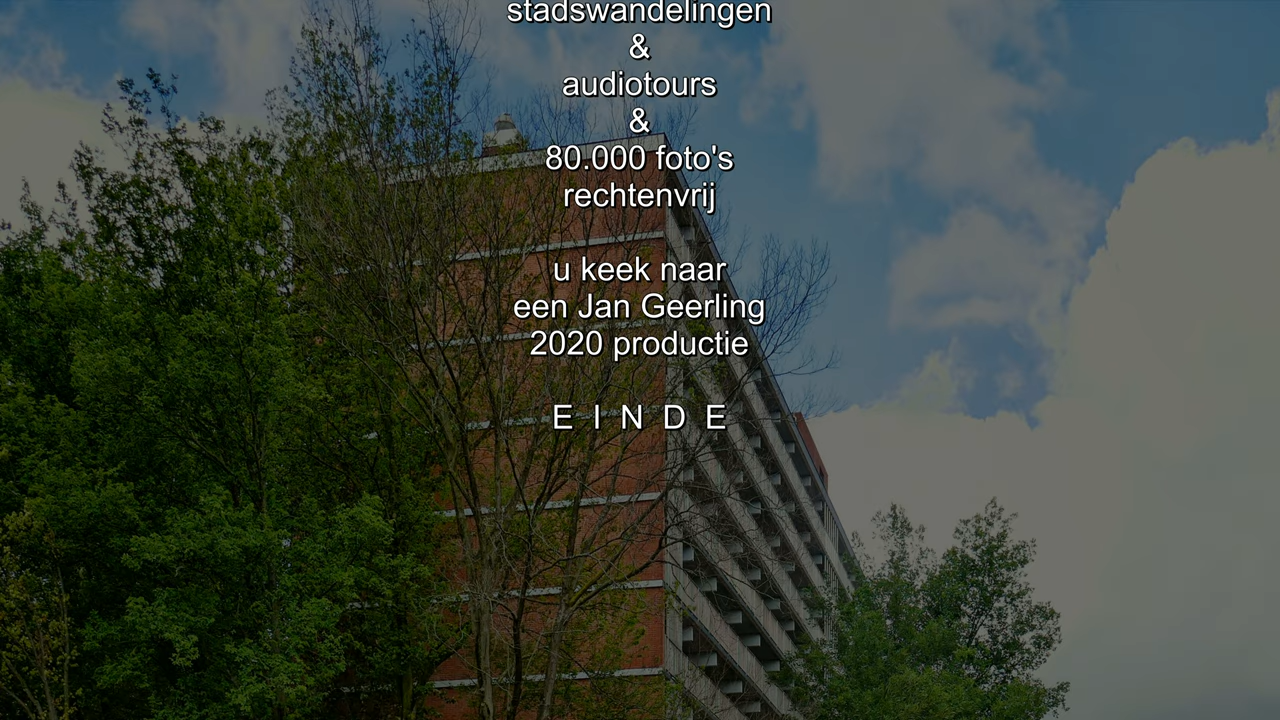 stadswandelingen
&
audiotours
&
80.000 foto's
rechtenvrij
u keek naar
een Jan Geerling
2020 productie
E I N D E